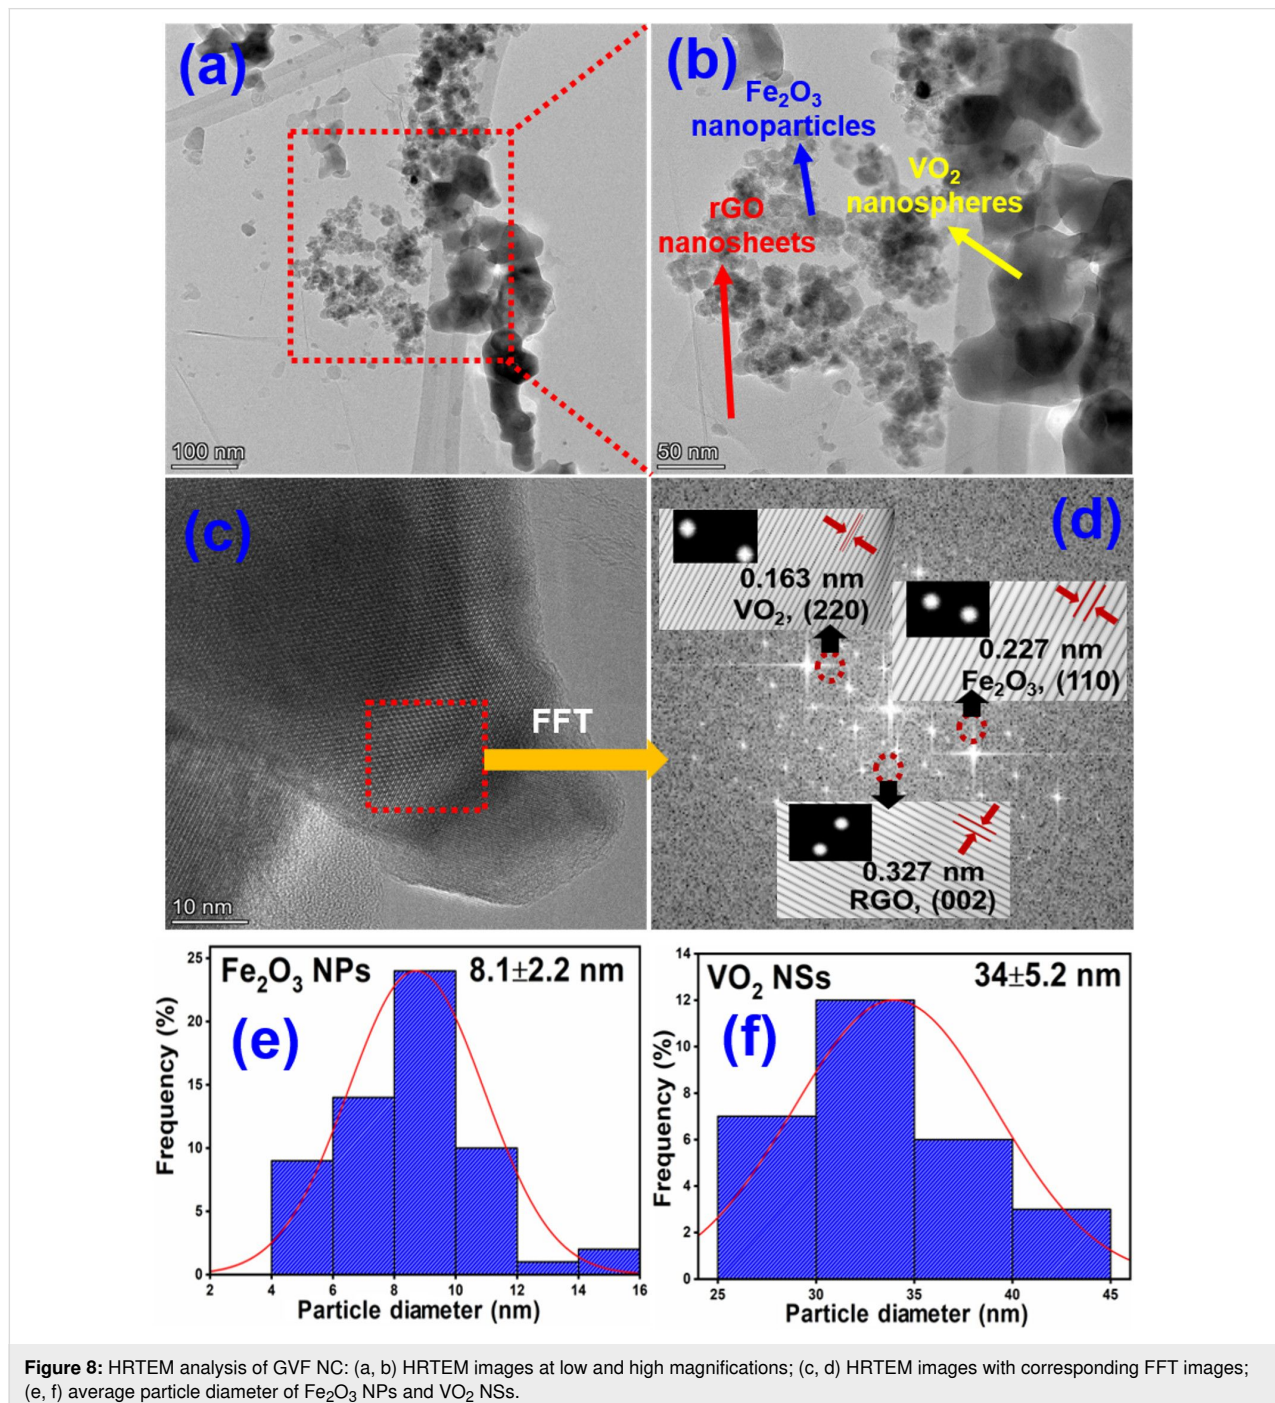 (a)
100 nm
(b)
Fe₂O₃
nanoparticles
VO₂
nanospheres
rGO
nanosheets
50 nm
(c)
FFT
10 nm
(d)
0.163 nm
VO₂, (220)
0.227 nm
Fe₂O₃, (110)
0.327 nm
RGO, (002)
Fe₂O₃ NPs
8.1±2.2 nm
(e)
Frequency (%)
25
20
15
10
5
0
2 4 6 8 10 12 14 16
Particle diameter (nm)
VO₂ NSs
34±5.2 nm
(f)
Frequency (%)
14
12
10
8
6
4
2
0
25 30 35 40 45
Particle diameter (nm)
Figure 8: HRTEM analysis of GVF NC: (a, b) HRTEM images at low and high magnifications; (c, d) HRTEM images with corresponding FFT images;
(e, f) average particle diameter of Fe₂O₃ NPs and VO₂ NSs.